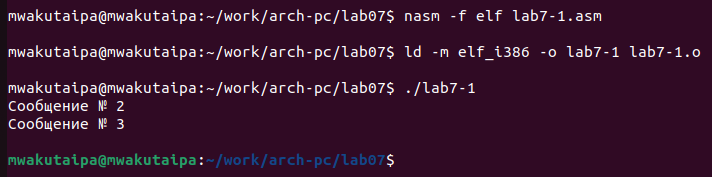 mwakutaipa@mwakutaipa:~/work/arch-pc/lab07$ nasm -f elf lab7-1.asm
mwakutaipa@mwakutaipa:~/work/arch-pc/lab07$ ld -m elf_i386 -o lab7-1 lab7-1.o
mwakutaipa@mwakutaipa:~/work/arch-pc/lab07$ ./lab7-1
Сообщение № 2
Сообщение № 3
mwakutaipa@mwakutaipa:~/work/arch-pc/lab07$